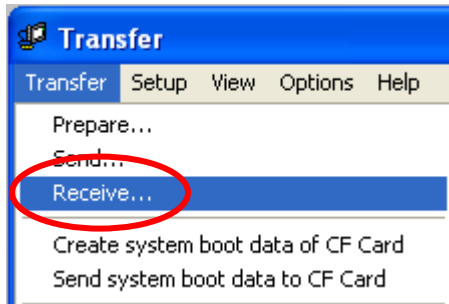 Transfer
Transfer Setup View Options Help
Prepare...
Send...
Receive...
Create system boot data of CF Card
Send system boot data to CF Card